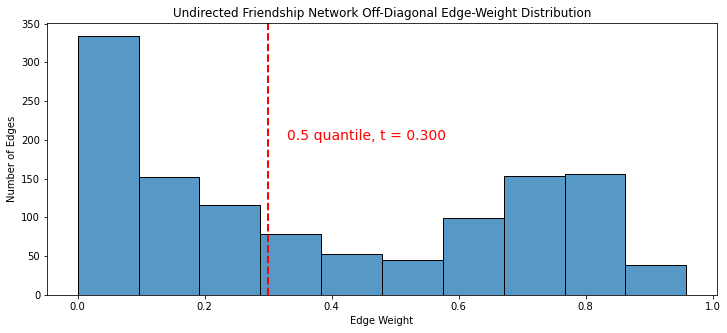 Undirected Friendship Network Off-Diagonal Edge-Weight Distribution
350
300
250
200
150
100
50
0
Number of Edges
0.5 quantile, t = 0.300
0.0 0.2 0.4 0.6 0.8 1.0
Edge Weight